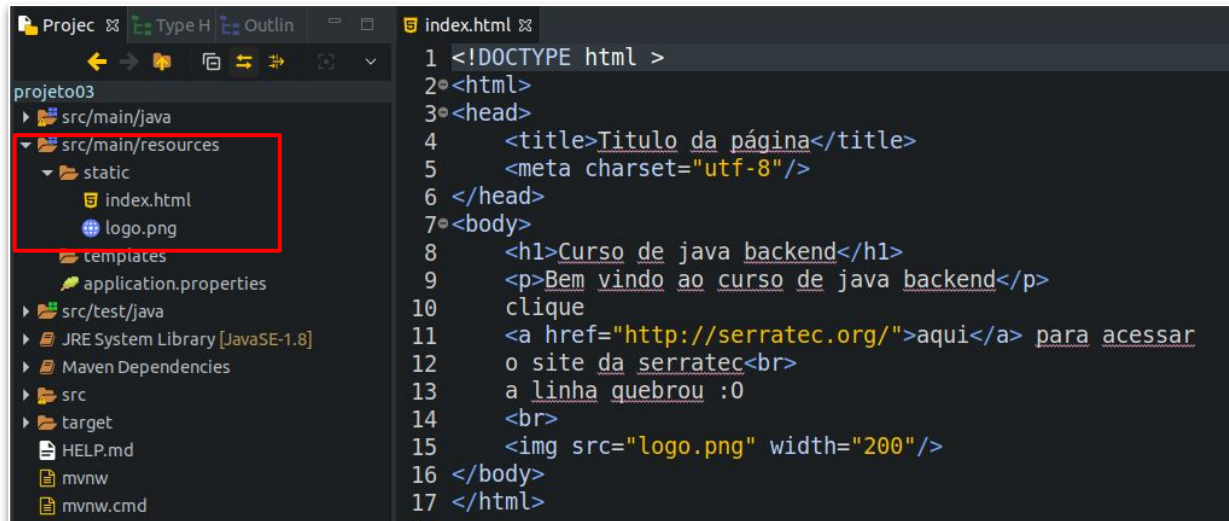 Projec Type H Outlin
projeto03
src/main/java
src/main/resources
static
index.html
logo.png
templates
application.properties
src/test/java
JRE System Library [JavaSE-1.8]
Maven Dependencies
src
target
HELP.md
mvnw
mvnw.cmd
index.html
1 <!DOCTYPE html >
2 <html>
3 <head>
4 <title>Titulo da página</title>
5 <meta charset="utf-8"/>
6 </head>
7 <body>
8 <h1>Curso de java backend</h1>
9 <p>Bem vindo ao curso de java backend</p>
10 clique
11 <a href="http://serratec.org/">aqui</a> para acessar
12 o site da serratec<br>
13 a linha quebrou :O
14 <br>
15 <img src="logo.png" width="200"/>
16 </body>
17 </html>